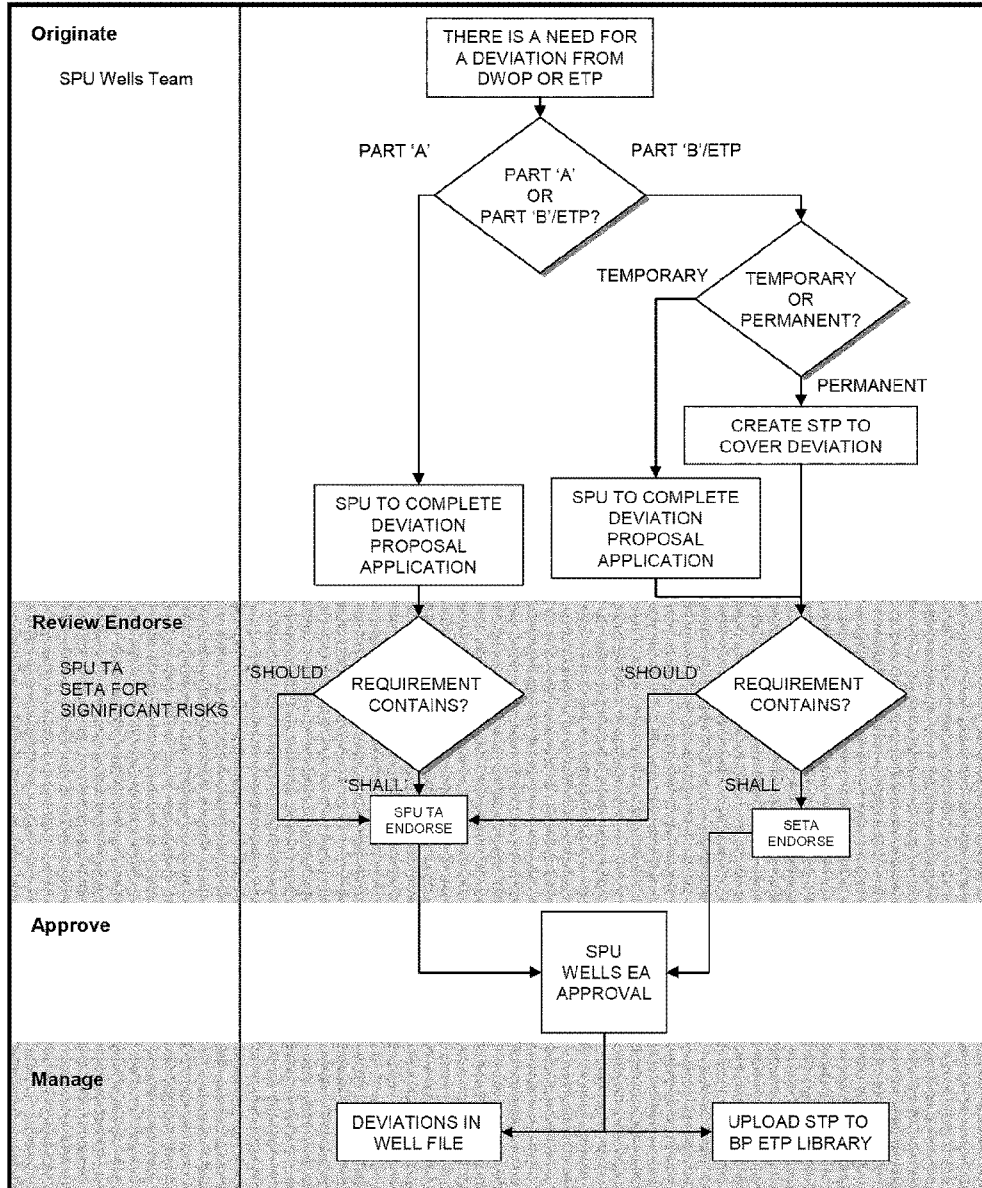 Originate
SPU Wells Team
THERE IS A NEED FOR
A DEVIATION FROM
DWOP OR ETP
PART 'A'
PART 'B'/ETP
PART 'A'
OR
PART 'B'/ETP?
TEMPORARY
TEMPORARY
OR
PERMANENT?
PERMANENT
CREATE STP TO
COVER DEVIATION
SPU TO COMPLETE
DEVIATION
PROPOSAL
APPLICATION
SPU TO COMPLETE
DEVIATION
PROPOSAL
APPLICATION
Review Endorse
SPU TA
SETA FOR
SIGNIFICANT RISKS
'SHOULD'
REQUIREMENT
CONTAINS?
'SHOULD'
REQUIREMENT
CONTAINS?
'SHALL'
SPU TA
ENDORSE
'SHALL'
SETA
ENDORSE
Approve
SPU
WELLS EA
APPROVAL
Manage
DEVIATIONS IN
WELL FILE
UPLOAD STP TO
BP ETP LIBRARY